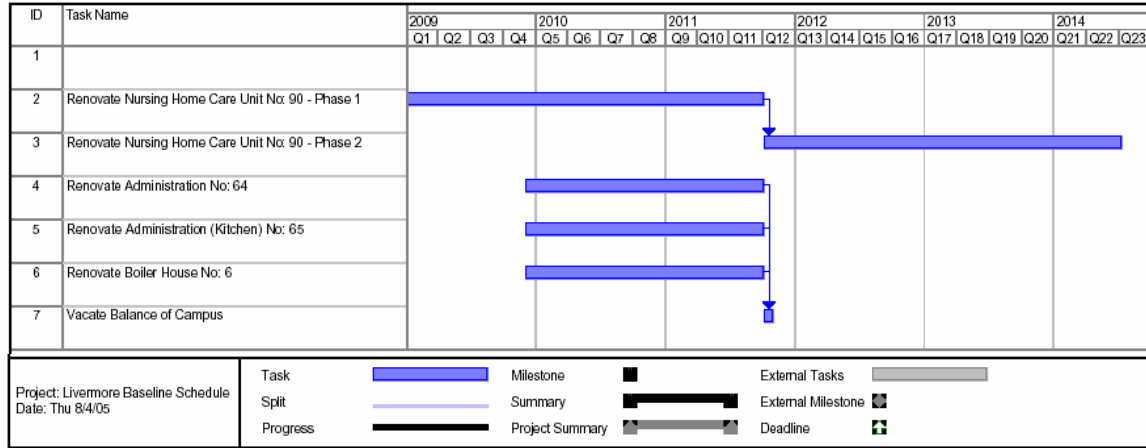 ID Task Name 2009 2010 2011 2012 2013 2014
Q1 Q2 Q3 Q4 Q5 Q6 Q7 Q8 Q9 Q10 Q11 Q12 Q13 Q14 Q15 Q16 Q17 Q18 Q19 Q20 Q21 Q22 Q23
1
2 Renovate Nursing Home Care Unit No: 90 - Phase 1
3 Renovate Nursing Home Care Unit No: 90 - Phase 2
4 Renovate Administration No: 64
5 Renovate Administration (Kitchen) No: 65
6 Renovate Boiler House No: 6
7 Vacate Balance of Campus
Project: Livermore Baseline Schedule
Date: Thu 8/4/05
Task Milestone External Tasks
Split Summary External Milestone
Progress Project Summary Deadline